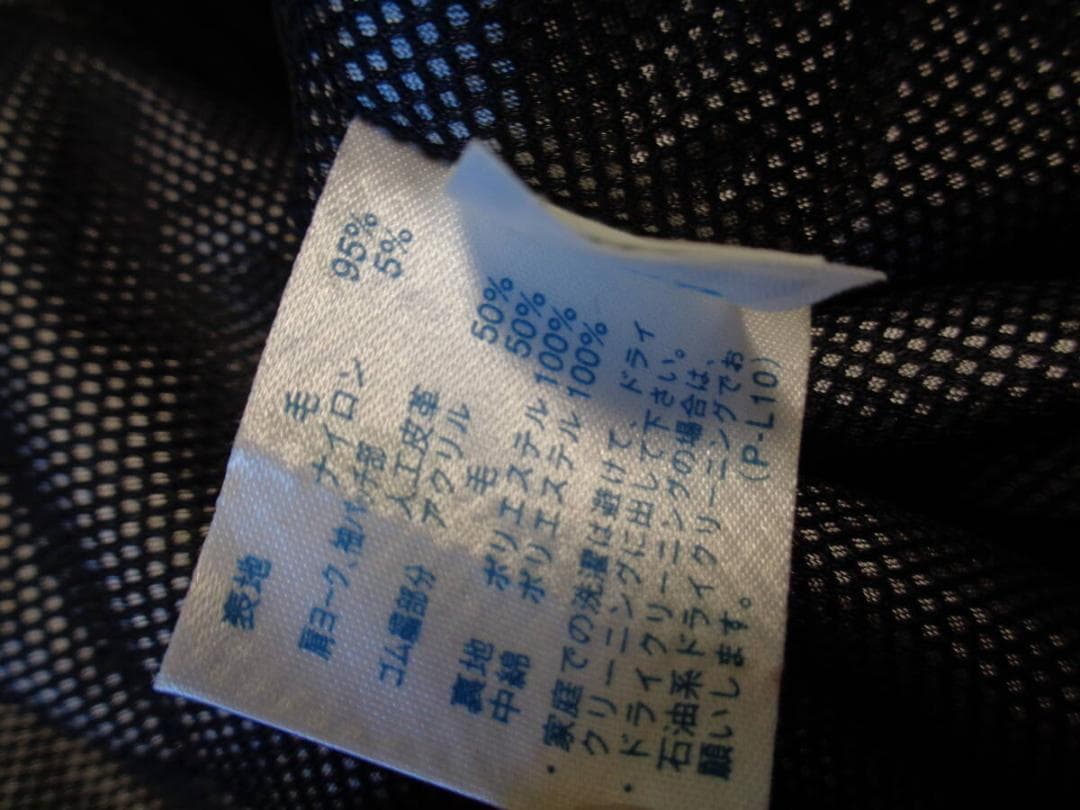 表地 毛 95%
ナイロン 5%
肩ヨーク、袖パッチ部
人工皮革
ゴム編部分 アクリル 50%
毛 50%
裏地 ポリエステル 100%
中綿 ポリエステル 100%
・家庭での洗濯は避けて、ドライ
クリーニングに出して下さい。
・ドライクリーニングの場合は、
石油系ドライクリーニングでお
願いします。 (P-L10)